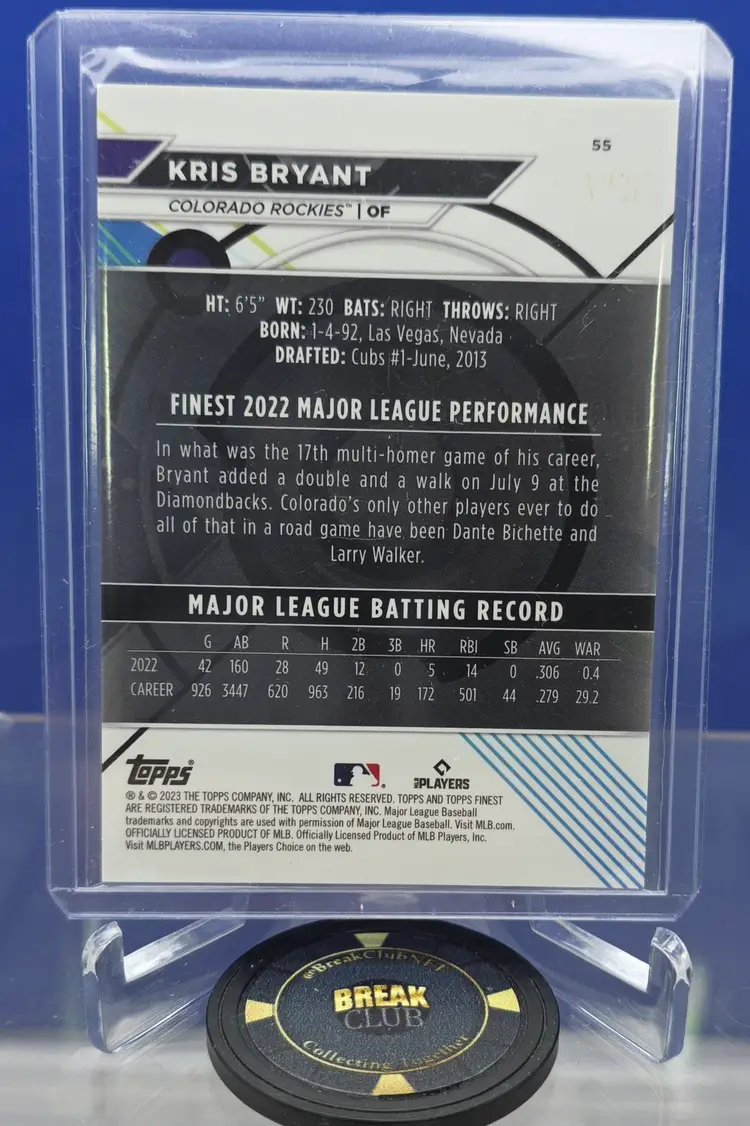 55
KRIS BRYANT
COLORADO ROCKIES™ | OF
HT: 6'5" WT: 230 BATS: RIGHT THROWS: RIGHT
BORN: 1-4-92, Las Vegas, Nevada
DRAFTED: Cubs #1-June, 2013
FINEST 2022 MAJOR LEAGUE PERFORMANCE
In what was the 17th multi-homer game of his career,
Bryant added a double and a walk on July 9 at the
Diamondbacks. Colorado's only other players ever to do
all of that in a road game have been Dante Bichette and
Larry Walker.
MAJOR LEAGUE BATTING RECORD
G AB R H 2B 3B HR RBI SB AVG WAR
2022 42 160 28 49 12 0 5 14 0 .306 0.4
CAREER 926 3447 620 963 216 19 172 501 44 .279 29.2
topps®
MLB PLAYERS
® & © 2023 THE TOPPS COMPANY, INC. ALL RIGHTS RESERVED. TOPPS AND TOPPS FINEST
ARE REGISTERED TRADEMARKS OF THE TOPPS COMPANY, INC. Major League Baseball
trademarks and copyrights are used with permission of Major League Baseball. Visit MLB.com.
OFFICIALLY LICENSED PRODUCT OF MLB. Officially Licensed Product of MLB Players, Inc.
Visit MLBPLAYERS.COM, the Players Choice on the web.
@BreakClubNFT
BREAK
CLUB
Collecting Together